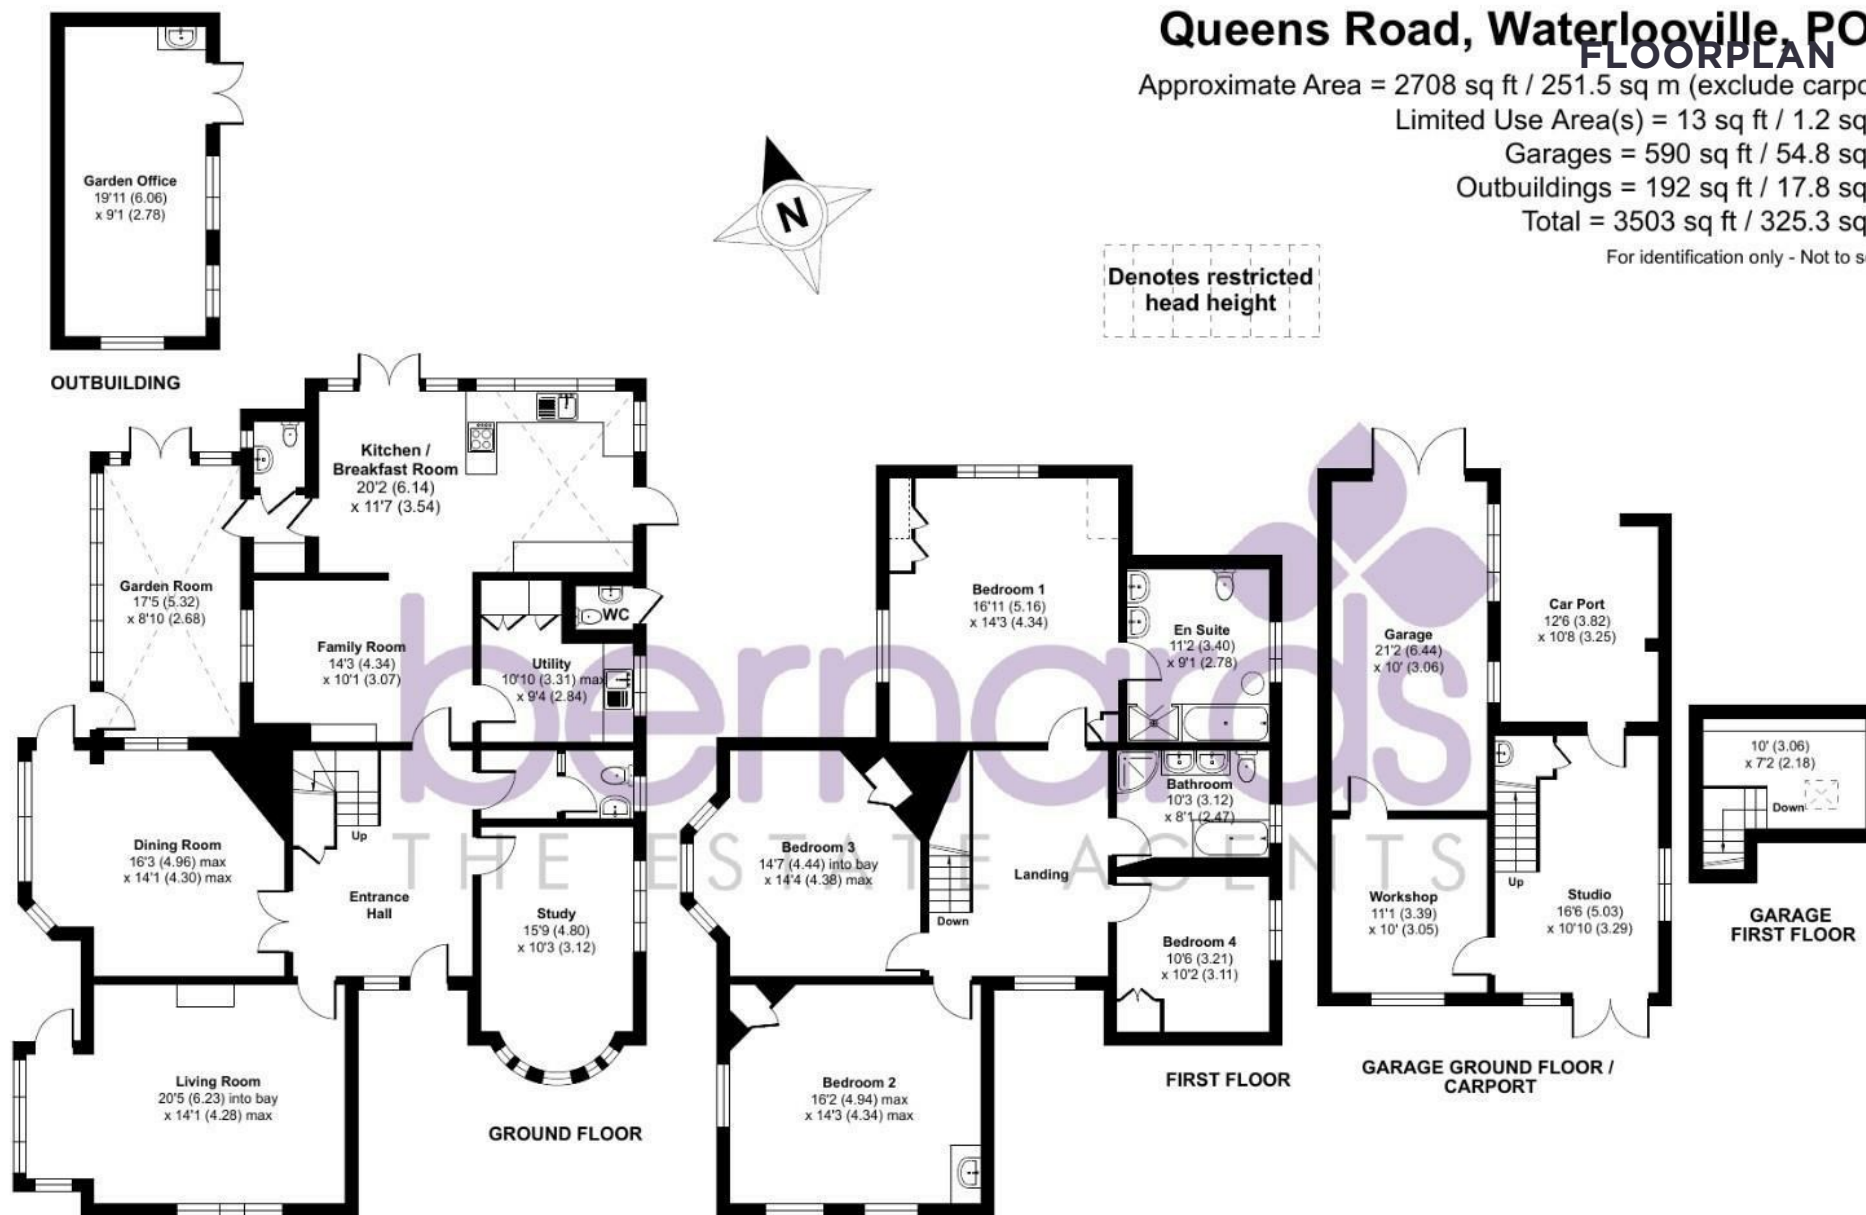 Queens Road, Waterlooville, PO
FLOORPLAN
Approximate Area = 2708 sq ft / 251.5 sq m (exclude carpo
Limited Use Area(s) = 13 sq ft / 1.2 sq
Garages = 590 sq ft / 54.8 sq
Outbuildings = 192 sq ft / 17.8 sq
Total = 3503 sq ft / 325.3 sq
For identification only - Not to s
N
Denotes restricted
head height
Garden Office
19'11 (6.06)
x 9'1 (2.78)
OUTBUILDING
Kitchen /
Breakfast Room
20'2 (6.14)
x 11'7 (3.54)
Garden Room
17'5 (5.32)
x 8'10 (2.68)
Family Room
14'3 (4.34)
x 10'1 (3.07)
WC
Utility
10'10 (3.31) max
x 9'4 (2.84)
Dining Room
16'3 (4.96) max
x 14'1 (4.30) max
Up
Entrance
Hall
Study
15'9 (4.80)
x 10'3 (3.12)
Living Room
20'5 (6.23) into bay
x 14'1 (4.28) max
GROUND FLOOR
Bedroom 1
16'11 (5.16)
x 14'3 (4.34)
En Suite
11'2 (3.40)
x 9'1 (2.78)
Bathroom
10'3 (3.12)
x 8'1 (2.47)
Bedroom 3
14'7 (4.44) into bay
x 14'4 (4.38) max
Landing
Down
Bedroom 4
10'6 (3.21)
x 10'2 (3.11)
Bedroom 2
16'2 (4.94) max
x 14'3 (4.34) max
FIRST FLOOR
Garage
21'2 (6.44)
x 10' (3.06)
Car Port
12'6 (3.82)
x 10'8 (3.25)
Workshop
11'1 (3.39)
x 10' (3.05)
Up
Studio
16'6 (5.03)
x 10'10 (3.29)
GARAGE GROUND FLOOR /
CARPORT
10' (3.06)
x 7'2 (2.18)
Down
GARAGE
FIRST FLOOR
bernards
THE ESTATE AGENTS